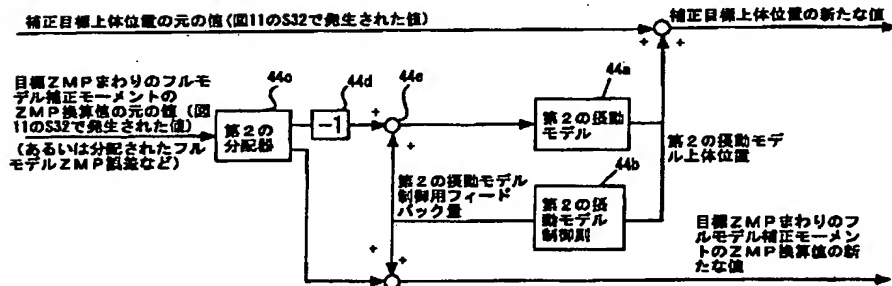 補正目標上体位置の元の値(図11のS32で発生された値)
補正目標上体位置の新たな値
目標ZMPまわりのフルモ
デル補正モーメントの
ZMP換算値の元の値(図
11のS32で発生された値)
(あるいは分配されたフル
モデルZMP誤差など)
44c
第2の
分配器
44d
-1
44e
44a
第2の摂動
モデル
第2の摂動モデ
ル上体位置
44b
第2の摂
動モデル
制御則
第2の摂動モデル
制御用フィード
バック量
目標ZMPまわりのフ
ルモデル補正モーメン
トのZMP換算値の新
たな値
+
+
+
+
+
+